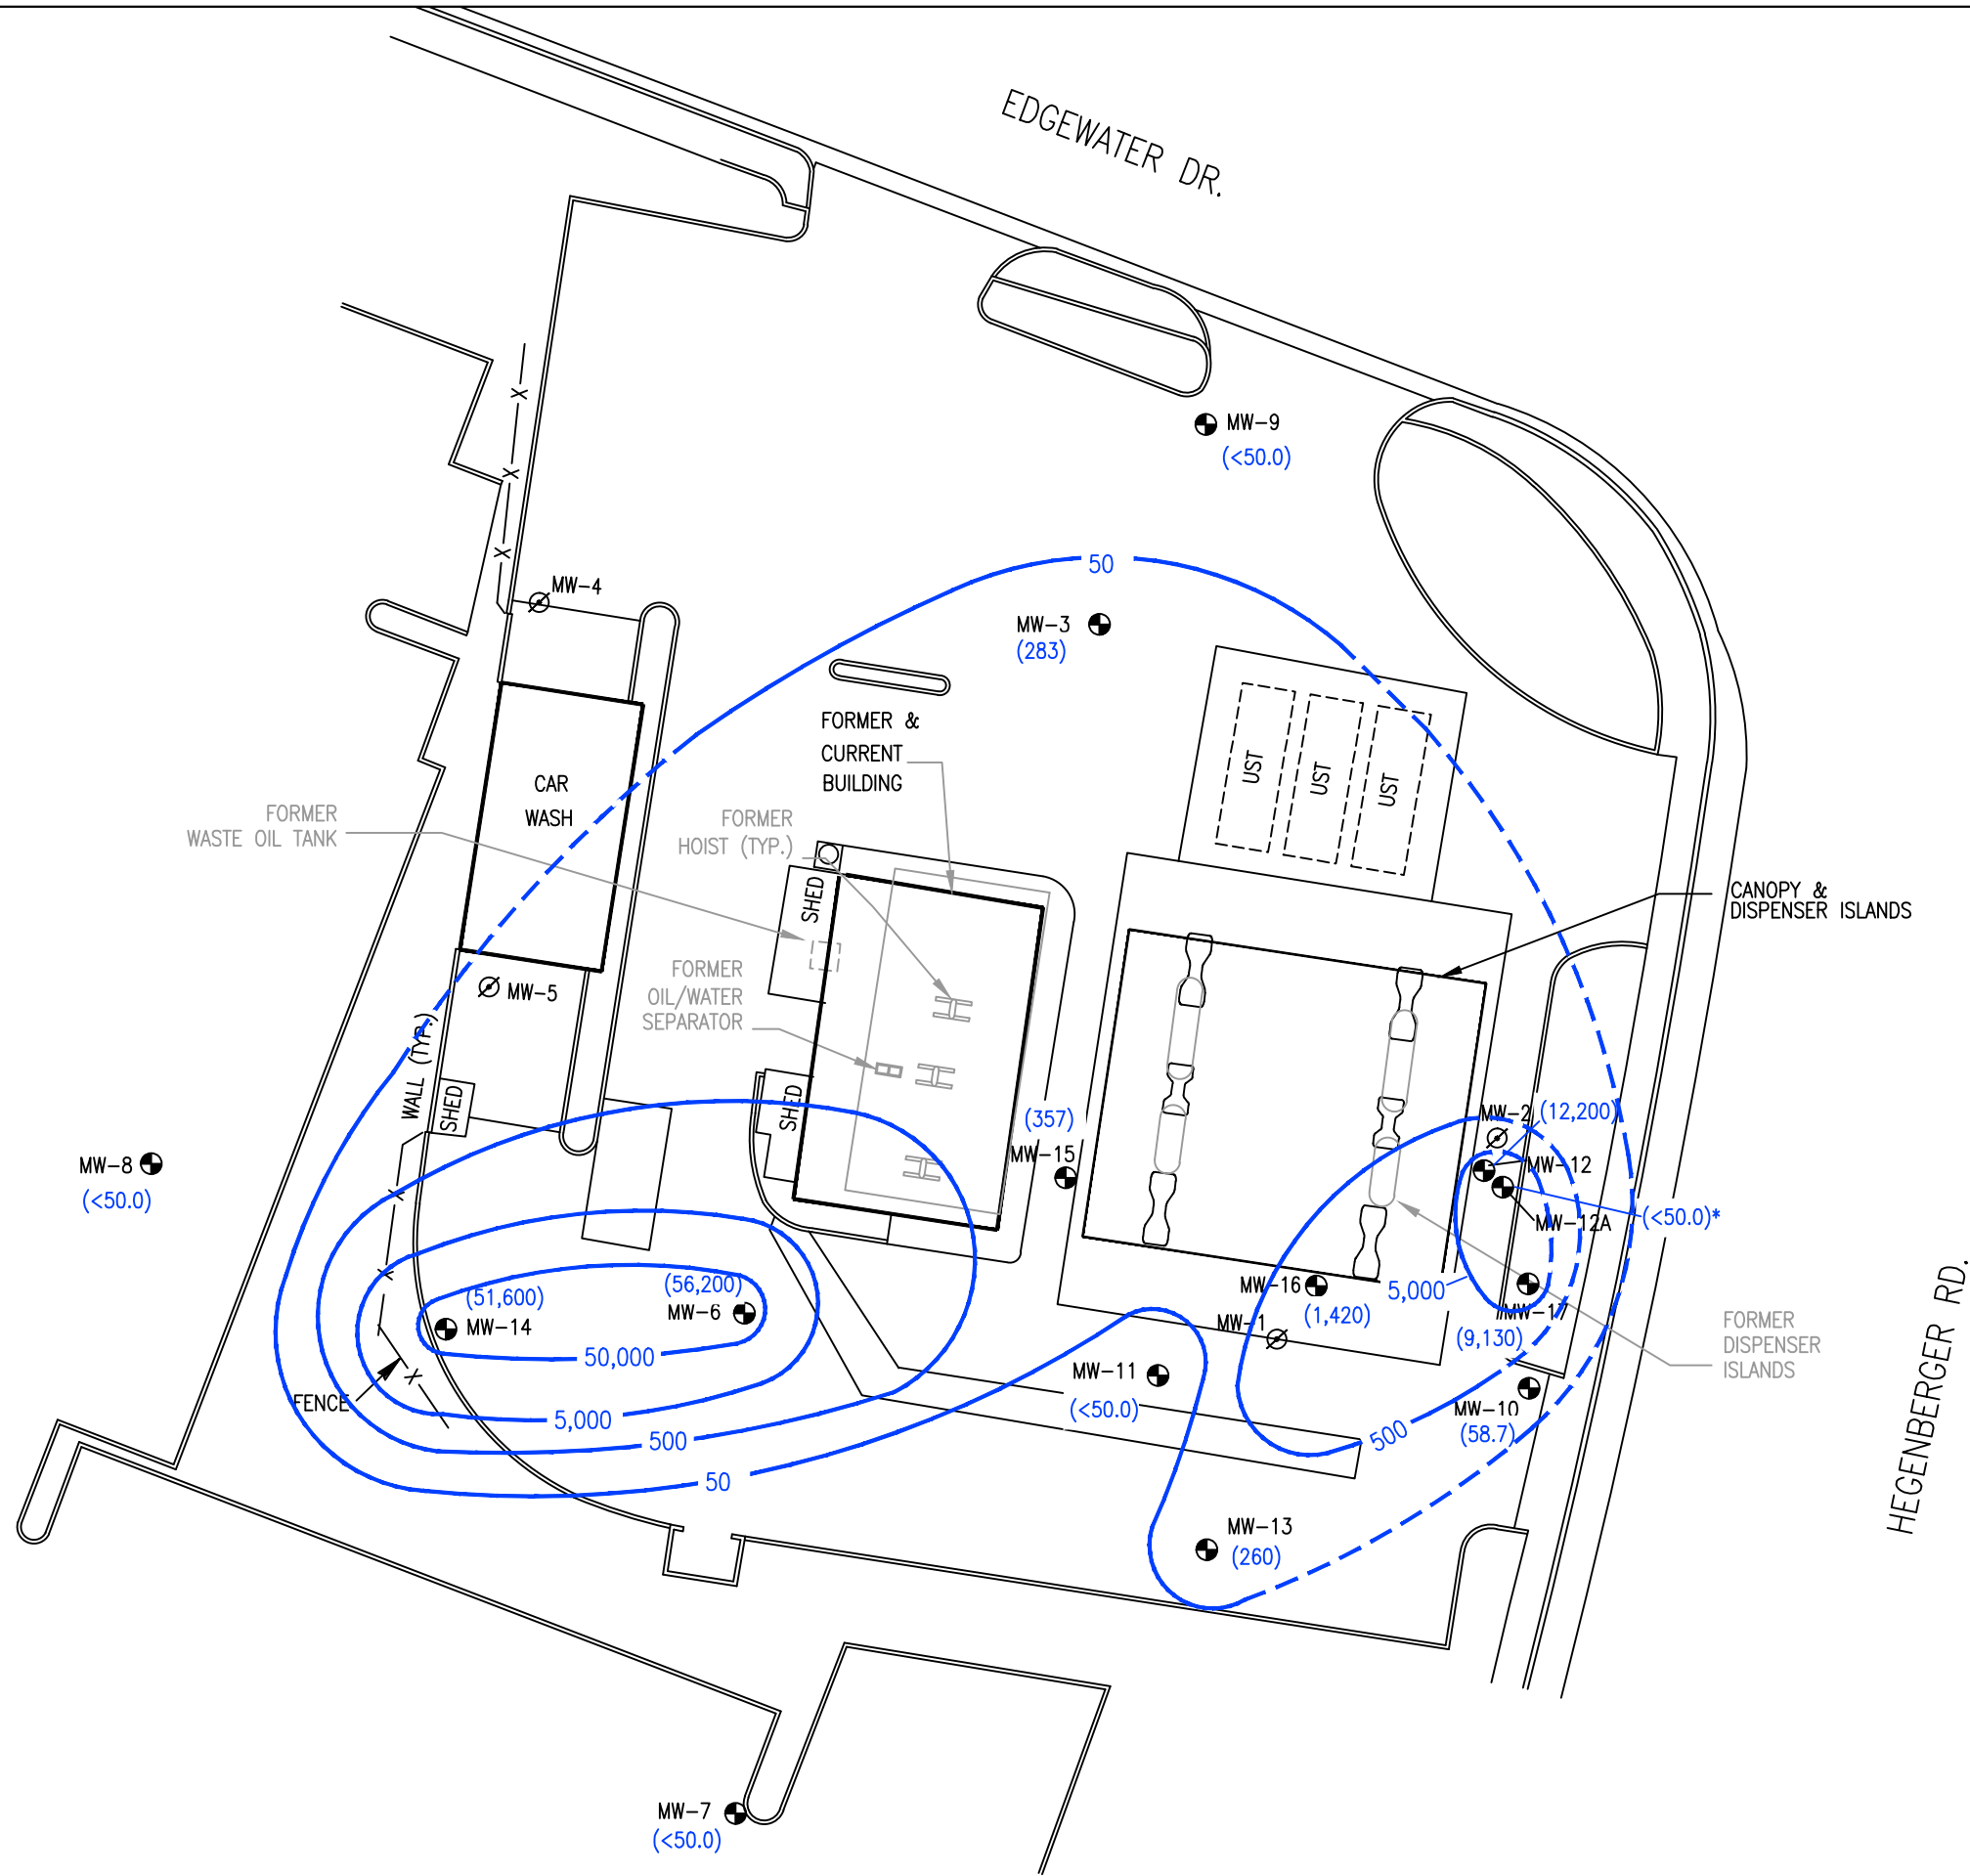 EDGEWATER DR.
MW-9
(<50.0)
50
MW-4
MW-3
(283)
FORMER &
CURRENT
BUILDING
UST
UST
UST
CAR
WASH
FORMER
WASTE OIL TANK
FORMER
HOIST (TYP.)
SHED
CANOPY &
DISPENSER ISLANDS
FORMER
OIL/WATER
SEPARATOR
MW-5
WALL (TYP.)
SHED
SHED
(357)
MW-15
MW-2
(12,200)
MW-12
MW-12A
(<50.0)*
MW-8
(<50.0)
(51,600)
MW-14
(56,200)
MW-6
50,000
MW-16
(1,420)
MW-1
5,000
MW-17
(9,130)
FORMER
DISPENSER
ISLANDS
HEGENBERGER RD.
FENCE
5,000
500
50
MW-11
(<50.0)
500
MW-10
(58.7)
MW-13
(260)
MW-7
(<50.0)
X
X
X
X
X
X